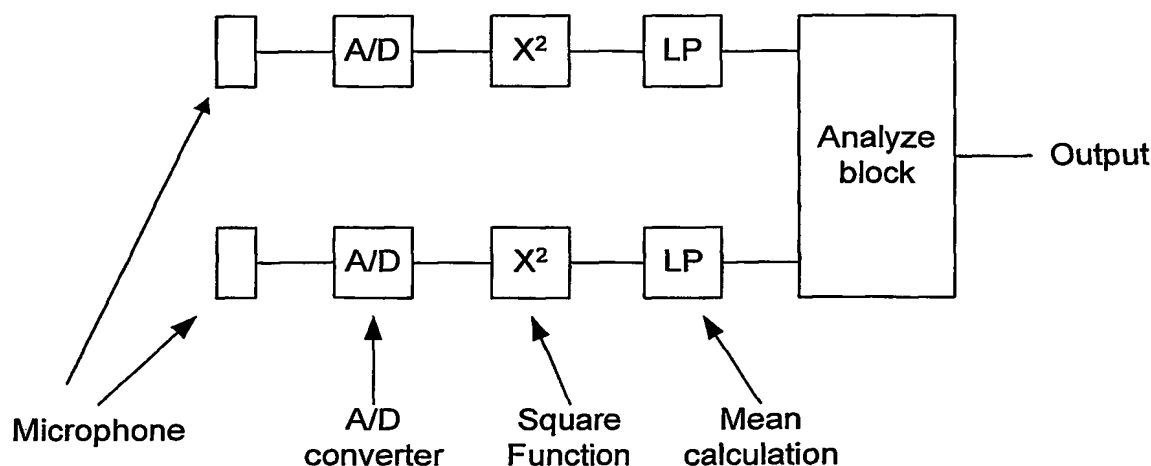 A/D
X²
LP
Analyze
block
Output
A/D
X²
LP
Microphone
A/D
converter
Square
Function
Mean
calculation